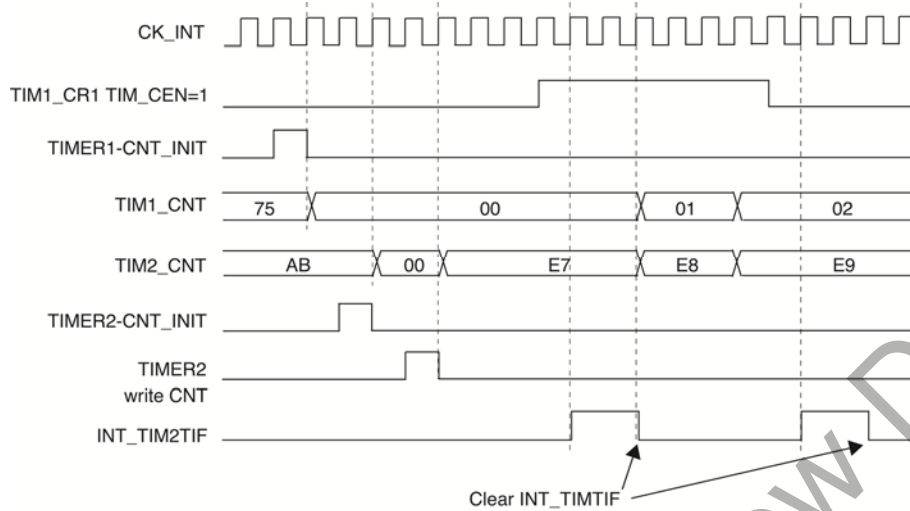 CK_INT
TIM1_CR1 TIM_CEN=1
TIMER1-CNT_INIT
TIM1_CNT 75 00 01 02
TIM2_CNT AB 00 E7 E8 E9
TIMER2-CNT_INIT
TIMER2
write CNT
INT_TIM2TIF
Clear INT_TIMTIF